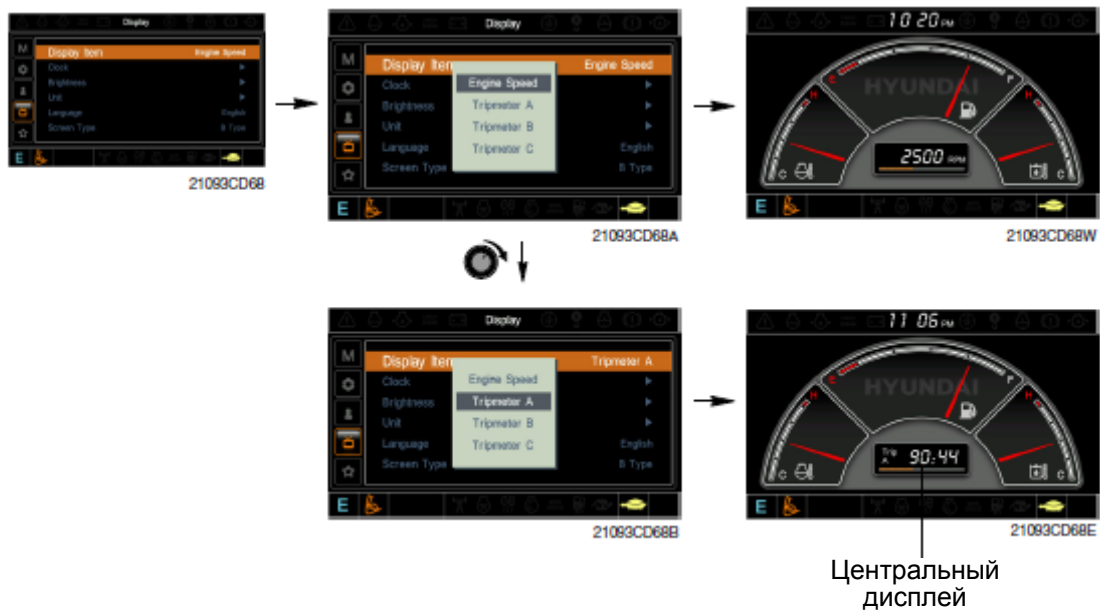 Display
M
Display Item Engine Speed
Clock
Brightness
Unit
Language English
Screen Type B Type
E
21093CD68
Display
M
Display Item Engine Speed
Clock
Brightness
Unit
Language English
Screen Type B Type
Engine Speed
Tripmeter A
Tripmeter B
Tripmeter C
E
21093CD68A
10 20 PM
E F
HYUNDAI
H H
2500 RPM
C C
E
21093CD68W
Display
M
Display Item Tripmeter A
Clock
Brightness
Unit
Language English
Screen Type B Type
Engine Speed
Tripmeter A
Tripmeter B
Tripmeter C
E
21093CD68B
11 06 PM
E F
HYUNDAI
H H
Trip
A 90:44
C C
E
21093CD68E
Центральный
дисплей